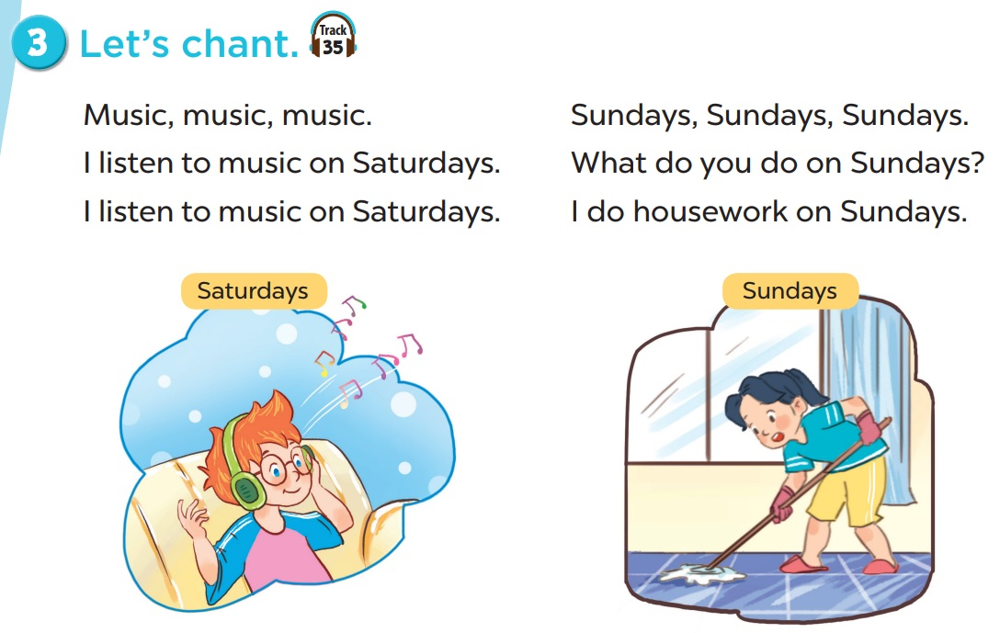 3 Let's chant. Track 35
Music, music, music.
I listen to music on Saturdays.
I listen to music on Saturdays.
Sundays, Sundays, Sundays.
What do you do on Sundays?
I do housework on Sundays.
Saturdays
Sundays